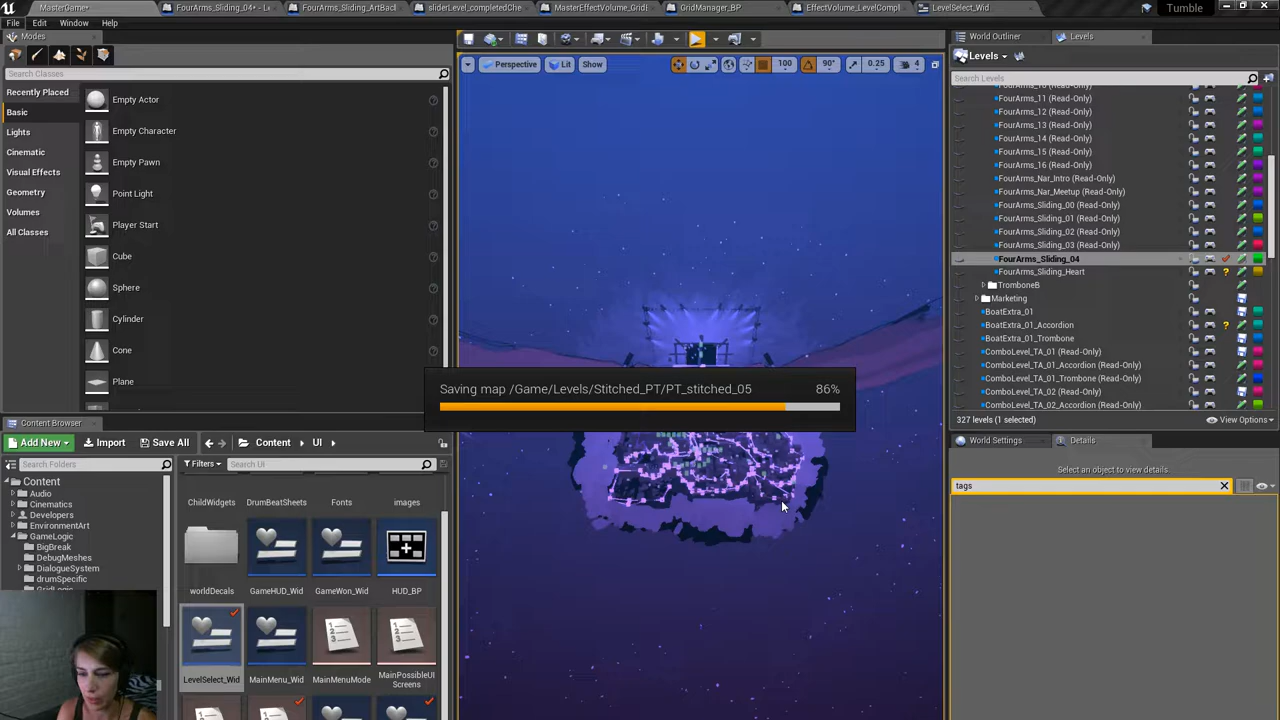 MasterGame*
FourArms_Sliding_04* - L
FourArms_Sliding_ArtBacl
sliderLevel_completedChe
MasterEffectVolume_Grid
GridManager_BP
EffectVolume_LevelCompl
LevelSelect_Wid
Tumble
File Edit Window Help
Modes
World Outliner
Levels
Levels
Search Classes
Perspective Lit Show
100 90° 0.25 4
Search Levels
Recently Placed
Basic
Lights
Cinematic
Visual Effects
Geometry
Volumes
All Classes
Empty Actor
Empty Character
Empty Pawn
Point Light
Player Start
Cube
Sphere
Cylinder
Cone
Plane
FourArms_10 (Read-Only)
FourArms_11 (Read-Only)
FourArms_12 (Read-Only)
FourArms_13 (Read-Only)
FourArms_14 (Read-Only)
FourArms_15 (Read-Only)
FourArms_16 (Read-Only)
FourArms_Nar_Intro (Read-Only)
FourArms_Nar_Meetup (Read-Only)
FourArms_Sliding_00 (Read-Only)
FourArms_Sliding_01 (Read-Only)
FourArms_Sliding_02 (Read-Only)
FourArms_Sliding_03 (Read-Only)
FourArms_Sliding_04
FourArms_Sliding_Heart
TromboneB
Marketing
BoatExtra_01
BoatExtra_01_Accordion
BoatExtra_01_Trombone
ComboLevel_TA_01 (Read-Only)
ComboLevel_TA_01_Accordion (Read-Only)
ComboLevel_TA_01_Trombone (Read-Only)
ComboLevel_TA_02 (Read-Only)
ComboLevel_TA_02_Accordion (Read-Only)
327 levels (1 selected)
View Options
Saving map /Game/Levels/Stitched_PT/PT_stitched_05 86%
Content Browser
Add New Import Save All Content UI
Search Folders
Filters Search UI
Content
Audio
Cinematics
Developers
EnvironmentArt
GameLogic
BigBreak
DebugMeshes
DialogueSystem
drumSpecific
ChildWidgets DrumBeatSheets Fonts images
worldDecals GameHUD_Wid GameWon_Wid HUD_BP
LevelSelect_Wid MainMenu_Wid MainMenuMode MainPossibleUI
Screens
World Settings
Details
Select an object to view details
tags